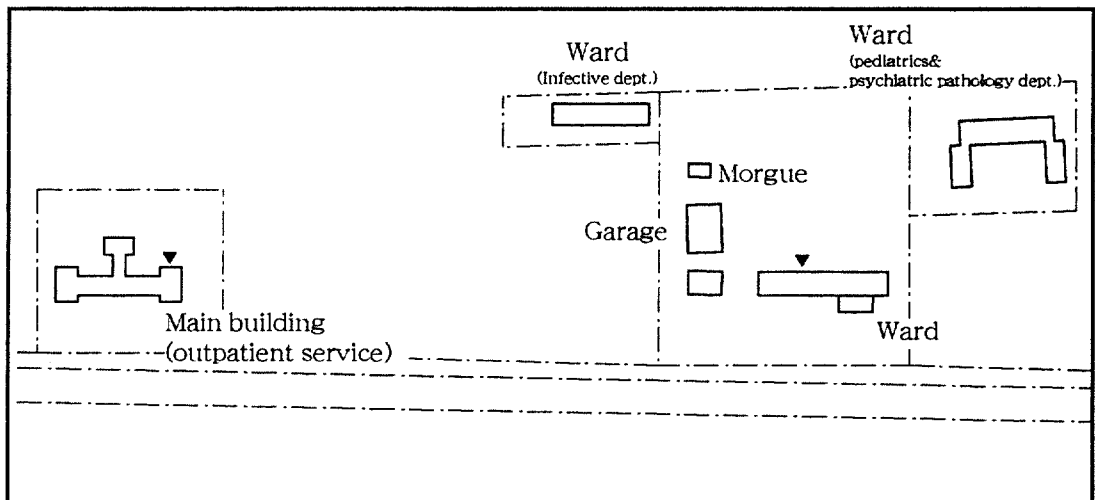 Ward
(Infective dept.)
Ward
(pediatrics&
psychiatric pathology dept.)
Morgue
Garage
Main building
(outpatient service)
Ward